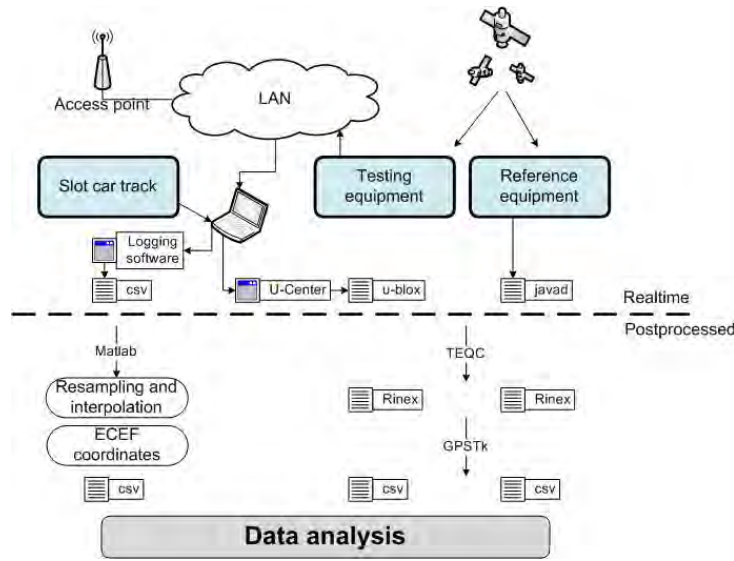 Access point
LAN
Slot car track
Testing
equipment
Reference
equipment
Logging
software
csv
U-Center
u-blox
javad
Realtime
Postprocessed
Matlab
TEQC
Resampling and
interpolation
Rinex
Rinex
ECEF
coordinates
GPSTk
csv
csv
csv
Data analysis